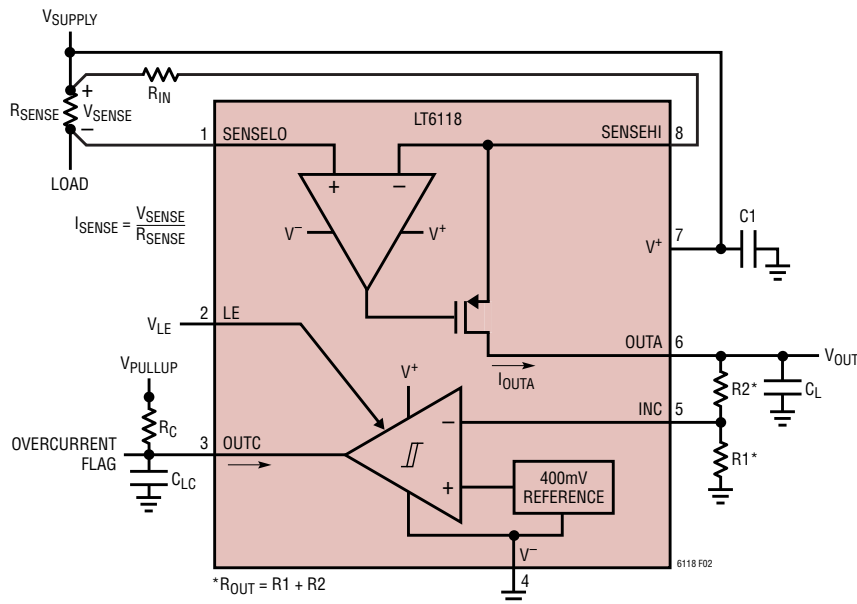 VSUPPLY
RIN
RSENSE
+
VSENSE
–
LOAD
ISENSE = VSENSE
RSENSE
LT6118
1 SENSELO
SENSEHI 8
+ –
V– V+
V+ 7
C1
2 LE
VLE
OUTA 6
VOUT
IOUTA
R2*
CL
VPULLUP
V+
INC 5
RC
R1*
OVERCURRENT
FLAG
3 OUTC
CLC
–
+
400mV
REFERENCE
V–
4
*ROUT = R1 + R2
6118 F02